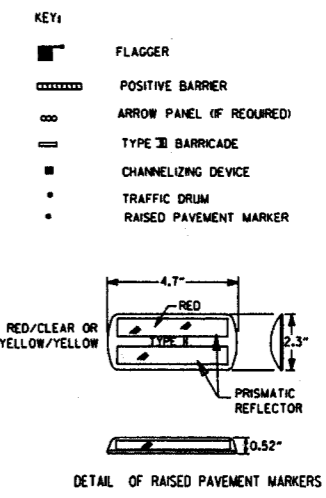 KEY:
FLAGGER
POSITIVE BARRIER
ARROW PANEL (IF REQUIRED)
TYPE III BARRICADE
CHANNELIZING DEVICE
TRAFFIC DRUM
RAISED PAVEMENT MARKER
4.7"
RED
RED/CLEAR OR
YELLOW/YELLOW
TYPE II
2.3"
PRISMATIC
REFLECTOR
0.52"
DETAIL OF RAISED PAVEMENT MARKERS